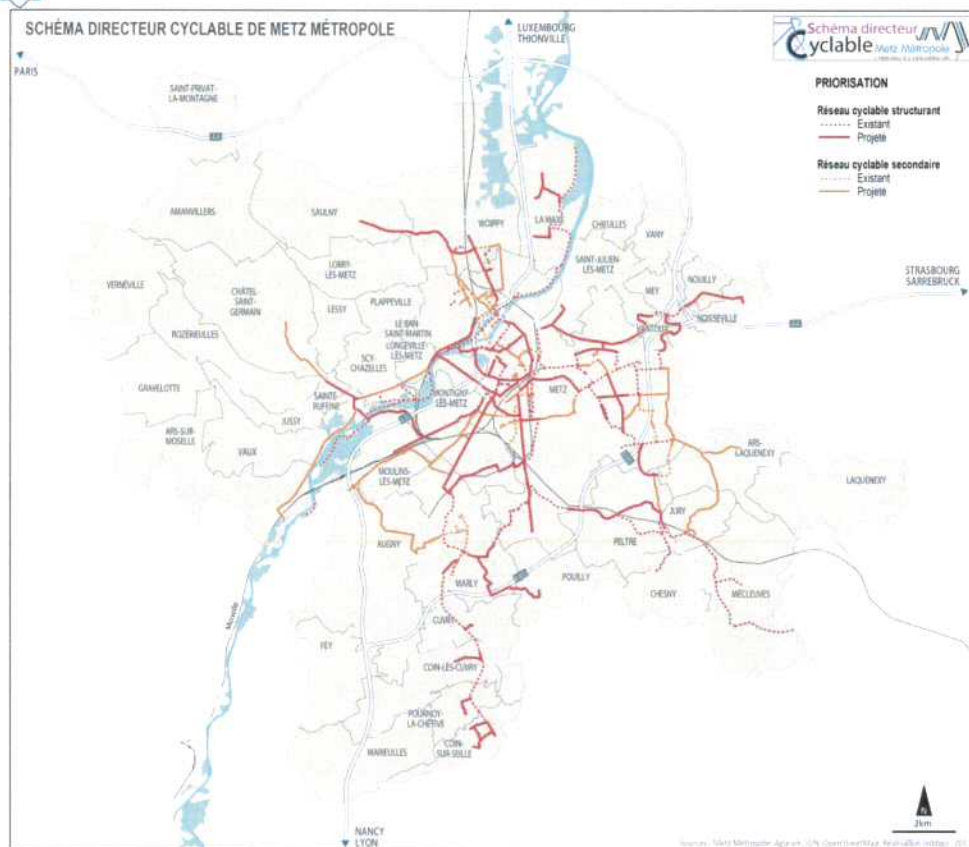 SCHÉMA DIRECTEUR CYCLABLE DE METZ MÉTROPOLE
LUXEMBOURG
THIONVILLE
Schéma directeur
Cyclable Metz Métropole
PARIS
PRIORISATION
Réseau cyclable structurant
Existant
Projeté
Réseau cyclable secondaire
Existant
Projeté
SAINT-PRIVAT-
LA-MONTAGNE
AMANVILLERS
SAULNY
WOIPPY
LA MAXE
CHIEULLES
VANY
LORRY-
LÈS-METZ
SAINT-JULIEN
LÈS-METZ
NOUILLY
MEY
STRASBOURG
SARREBRUCK
VERNÉVILLE
CHÂTEL-
SAINT-
GERMAIN
LESSY
PLAPPEVILLE
NOISSEVILLE
VANTOUX
ROZÉRIEULLES
LE BAN-
SAINT-MARTIN
LONGEVILLE-
LÈS-METZ
SCY-
CHAZELLES
GRAVELOTTE
SAINTE-
RUFFINE
MONTIGNY-
LÈS-METZ
METZ
JUSSY
ARS-SUR-
MOSELLE
VAUX
ARS-
LAQUENEXY
MOULINS-
LÈS-METZ
LAQUENEXY
JURY
AUGNY
PELTRE
MARLY
POUILLY
CHESNY
MÉCLEUVES
Moselle
CUVRY
FÉY
COIN-LÈS-CUVRY
POURNOY-
LA-CHÉTIVE
MARIEULLES
COIN-
SUR-SEILLE
NANCY
LYON
N
2km